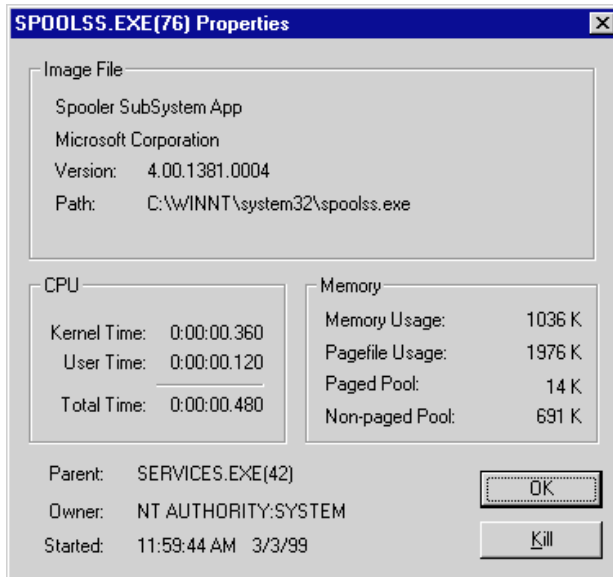 SPOOLSS.EXE(76) Properties
Image File
Spooler SubSystem App
Microsoft Corporation
Version: 4.00.1381.0004
Path: C:\WINNT\system32\spoolss.exe
CPU
Kernel Time: 0:00:00.360
User Time: 0:00:00.120
Total Time: 0:00:00.480
Memory
Memory Usage: 1036 K
Pagefile Usage: 1976 K
Paged Pool: 14 K
Non-paged Pool: 691 K
Parent: SERVICES.EXE(42)
Owner: NT AUTHORITY:SYSTEM
Started: 11:59:44 AM 3/3/99
OK
Kill